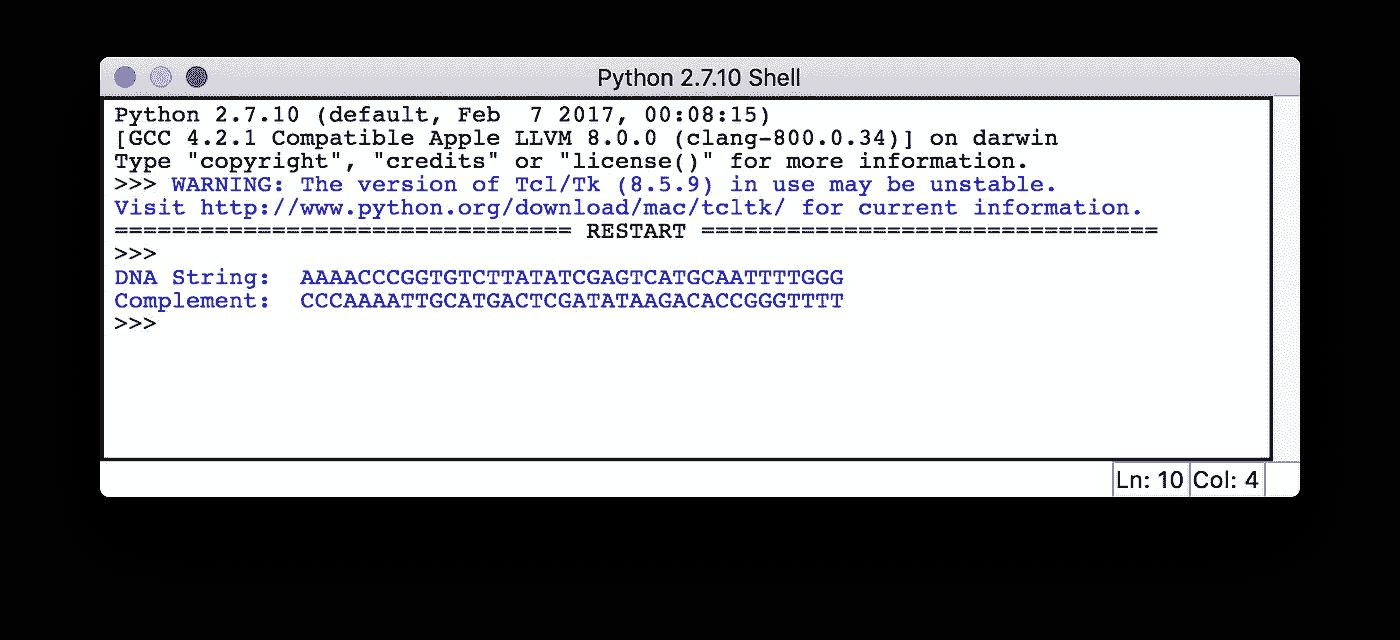 Python 2.7.10 Shell
Python 2.7.10 (default, Feb  7 2017, 00:08:15)
[GCC 4.2.1 Compatible Apple LLVM 8.0.0 (clang-800.0.34)] on darwin
Type "copyright", "credits" or "license()" for more information.
>>> WARNING: The version of Tcl/Tk (8.5.9) in use may be unstable.
Visit http://www.python.org/download/mac/tcltk/ for current information.
================================ RESTART ================================
>>>
DNA String:  AAAACCCGGTGTCTTATATCGAGTCATGCAATTTTGGG
Complement:  CCCAAAATTGCATGACTCGATATAAGACACCGGGTTTT
>>>
Ln: 10 Col: 4